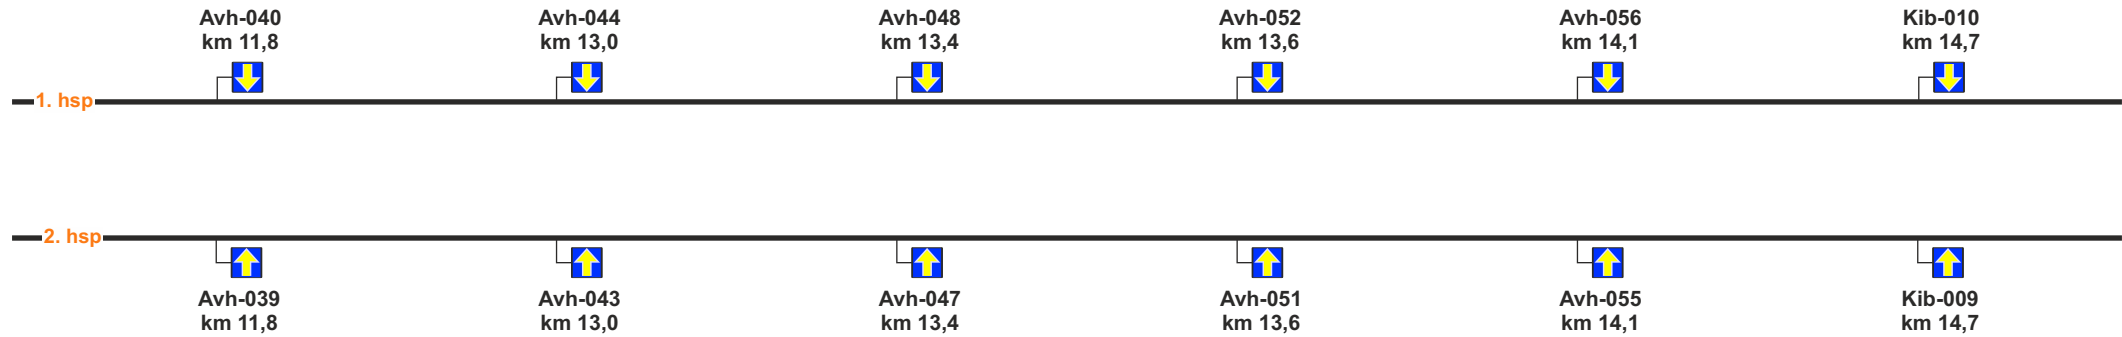 Avh-040
km 11,8
Avh-044
km 13,0
Avh-048
km 13,4
Avh-052
km 13,6
Avh-056
km 14,1
Kib-010
km 14,7
1. hsp
2. hsp
Avh-039
km 11,8
Avh-043
km 13,0
Avh-047
km 13,4
Avh-051
km 13,6
Avh-055
km 14,1
Kib-009
km 14,7